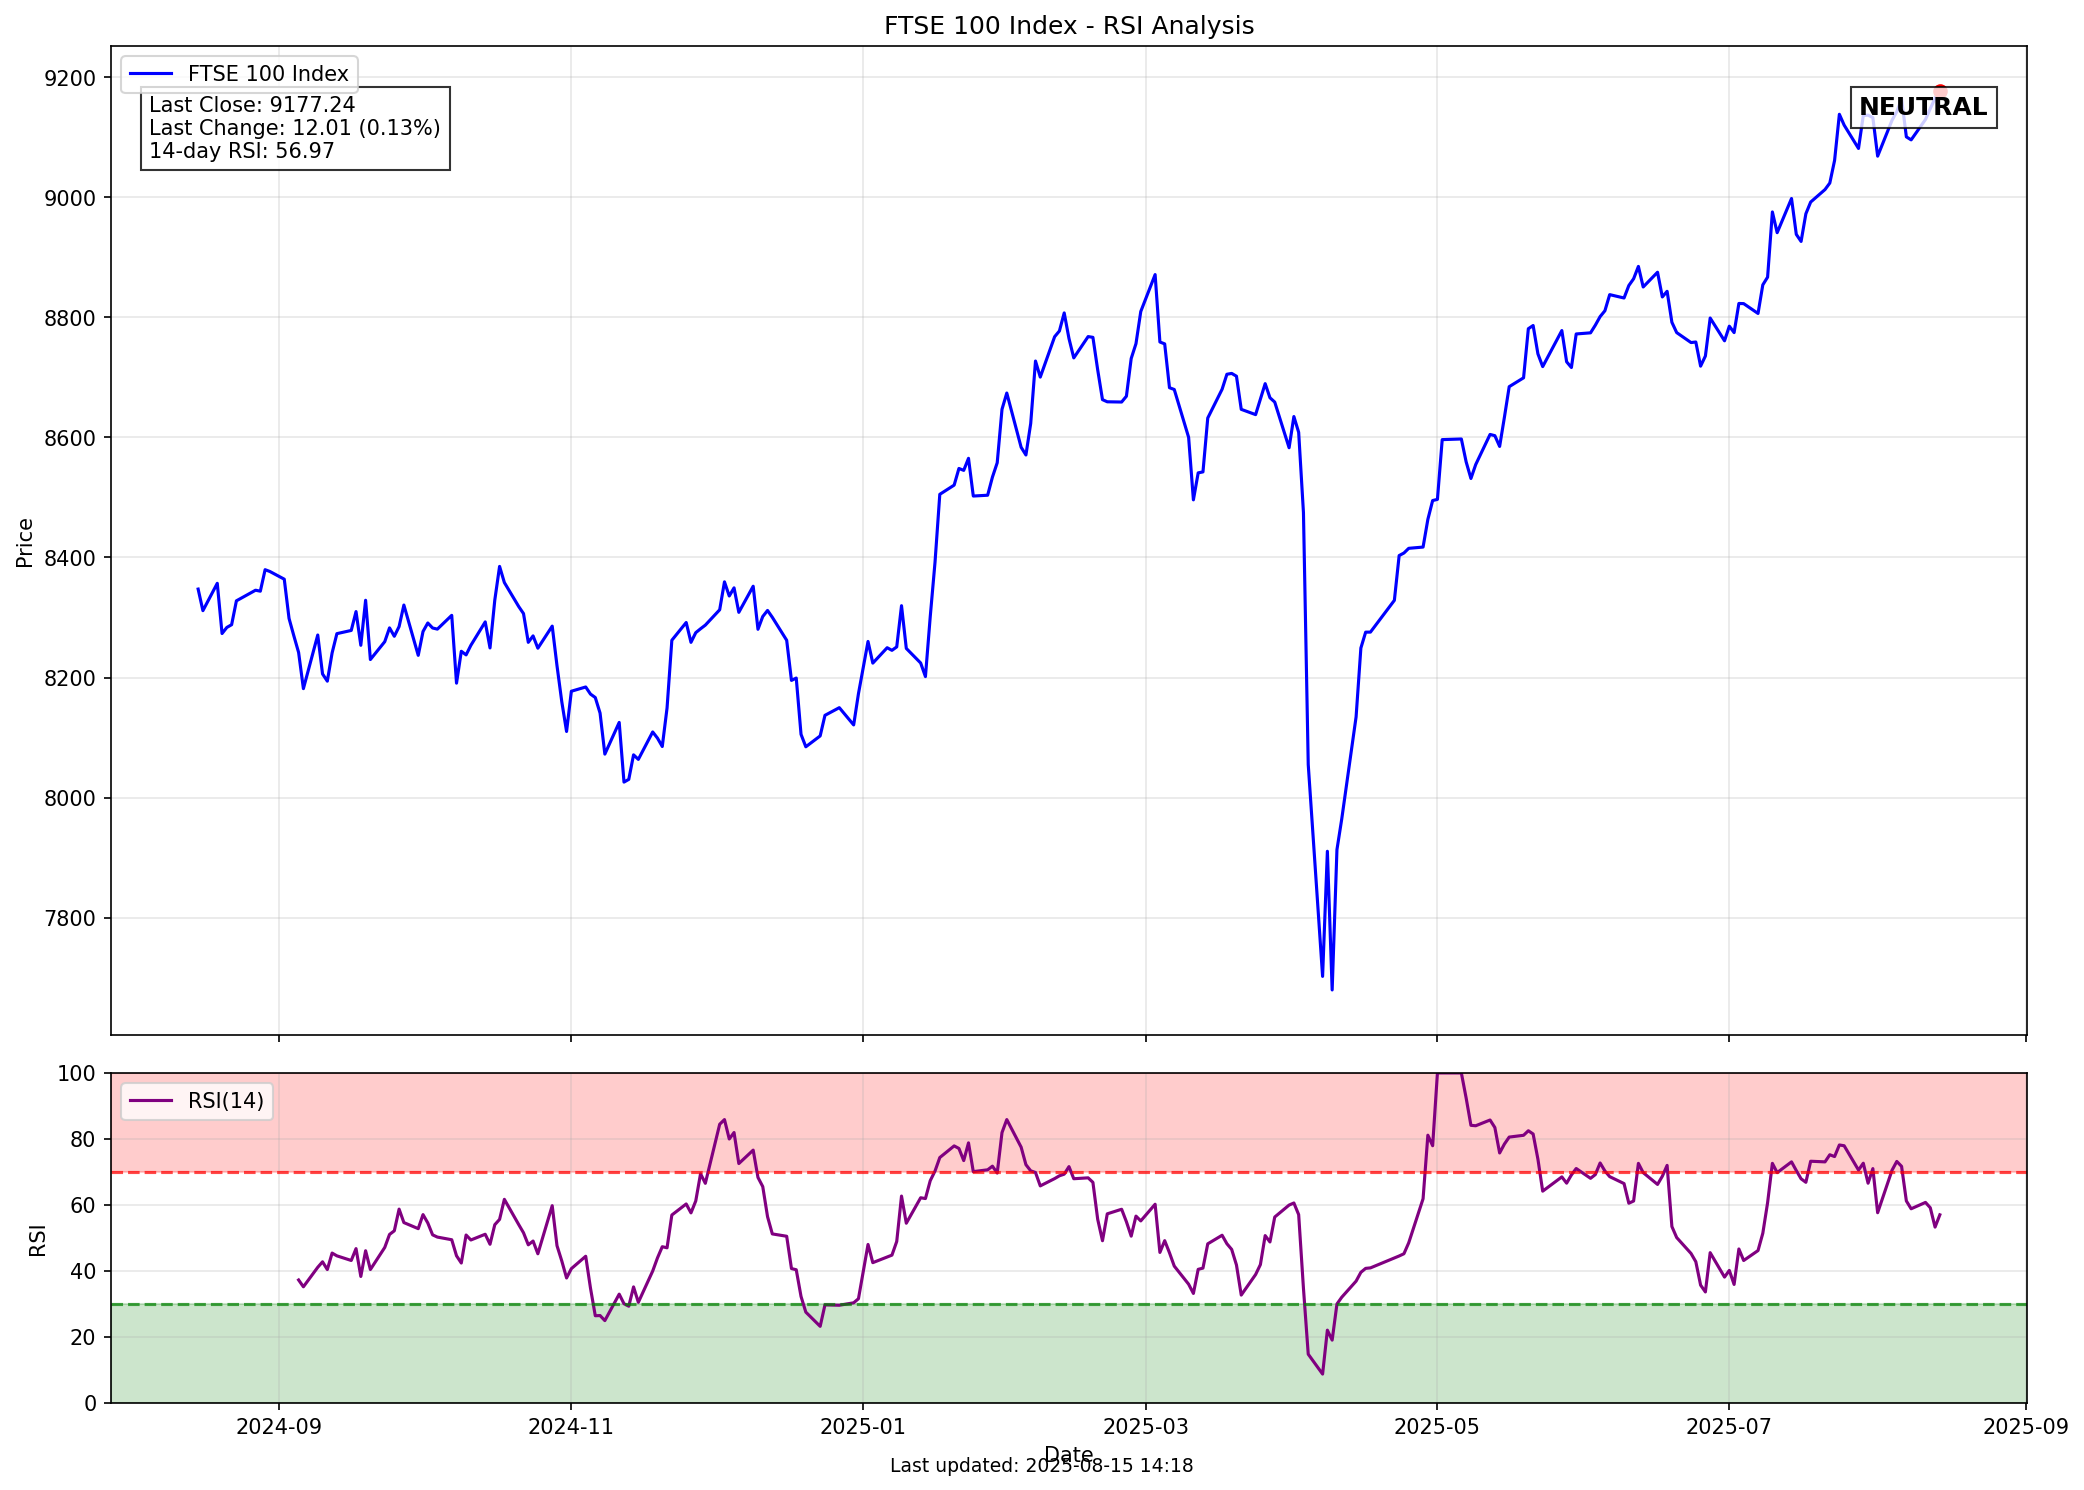 FTSE 100 Index - RSI Analysis
FTSE 100 Index
Last Close: 9177.24
Last Change: 12.01 (0.13%)
14-day RSI: 56.97
NEUTRAL
Price
9200
9000
8800
8600
8400
8200
8000
7800
RSI(14)
RSI
100
80
60
40
20
0
2024-09
2024-11
2025-01
2025-03
2025-05
2025-07
2025-09
Date
Last updated: 2025-08-15 14:18